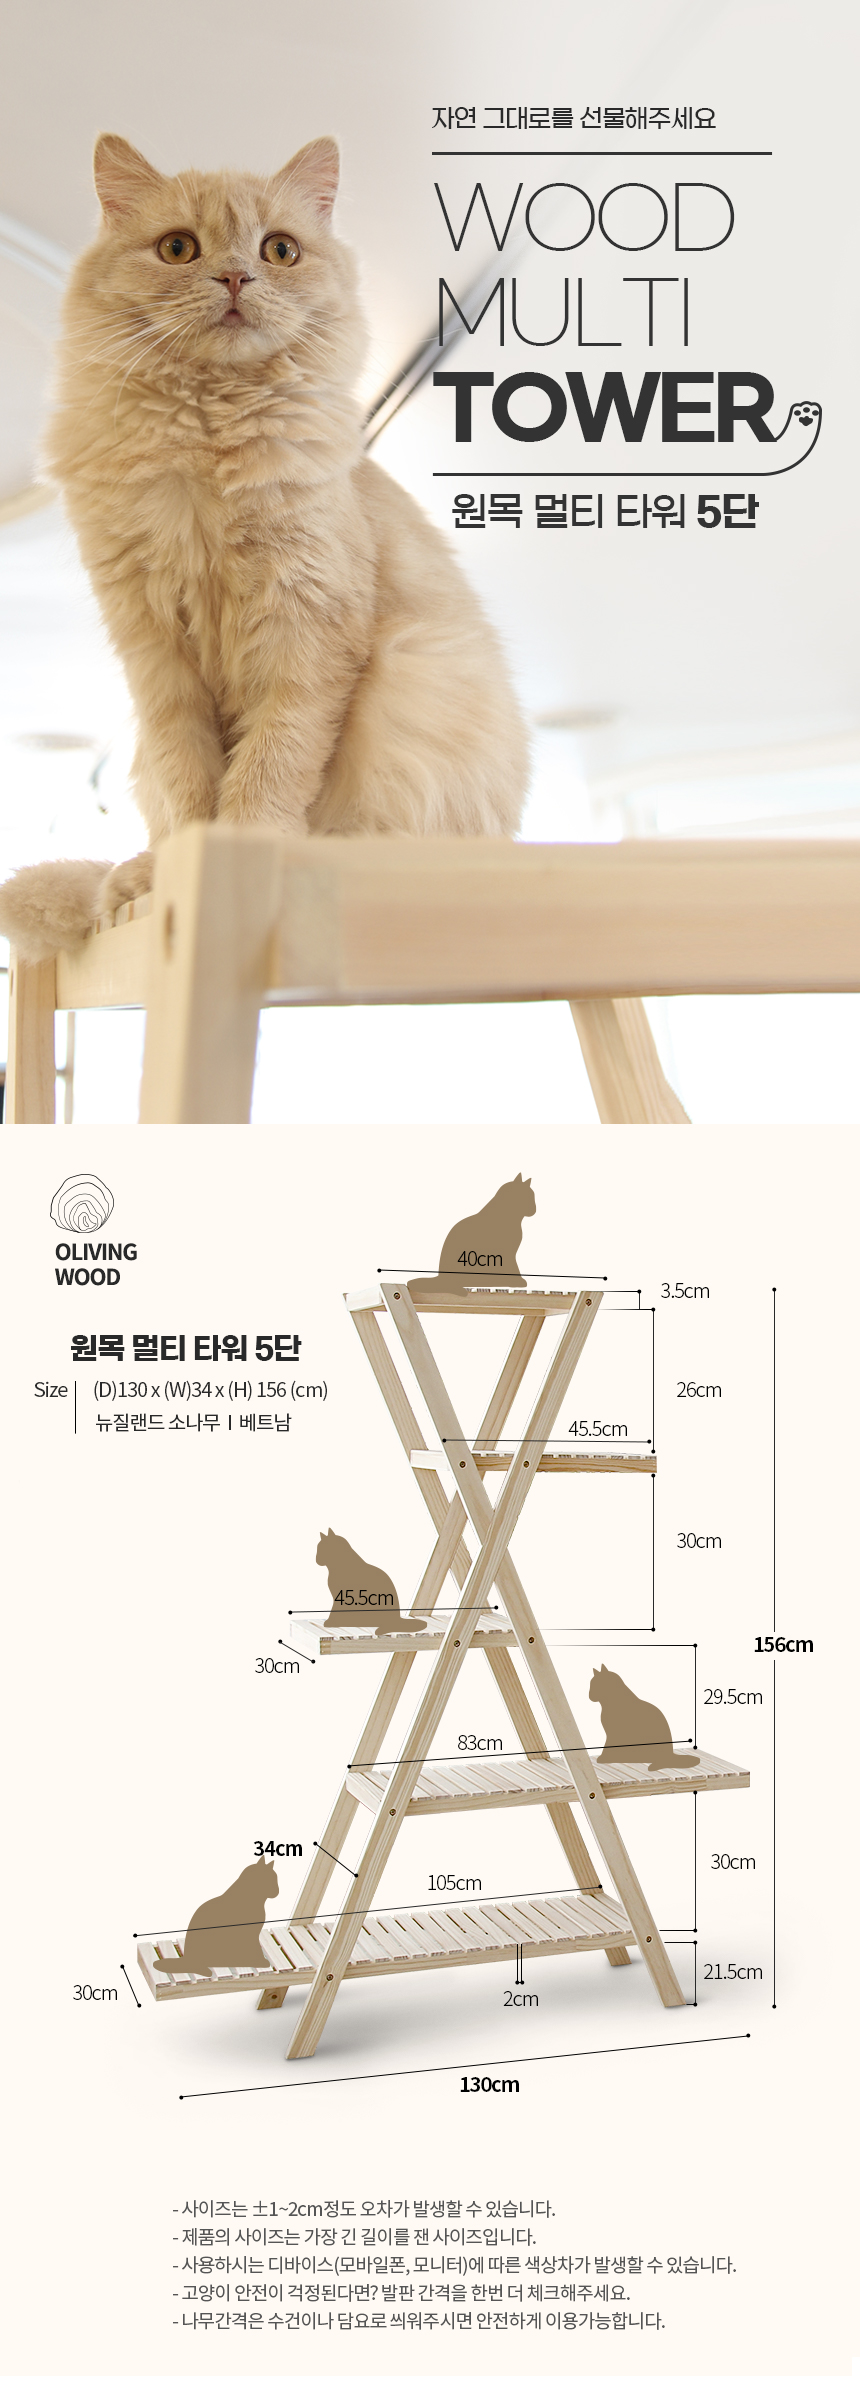 자연 그대로를 선물해주세요
WOOD
MULTI
TOWER
원목 멀티 타워 5단
OLIVING
WOOD
원목 멀티 타워 5단
Size
(D)130 x (W)34 x (H) 156 (cm)
뉴질랜드 소나무 I 베트남
40cm
3.5cm
26cm
45.5cm
30cm
45.5cm
30cm
156cm
29.5cm
83cm
34cm
30cm
105cm
21.5cm
30cm
2cm
130cm
- 사이즈는 ±1~2cm정도 오차가 발생할 수 있습니다.
- 제품의 사이즈는 가장 긴 길이를 잰 사이즈입니다.
- 사용하시는 디바이스(모바일폰, 모니터)에 따른 색상차가 발생할 수 있습니다.
- 고양이 안전이 걱정된다면? 발판 간격을 한번 더 체크해주세요.
- 나무간격은 수건이나 담요로 씌워주시면 안전하게 이용가능합니다.